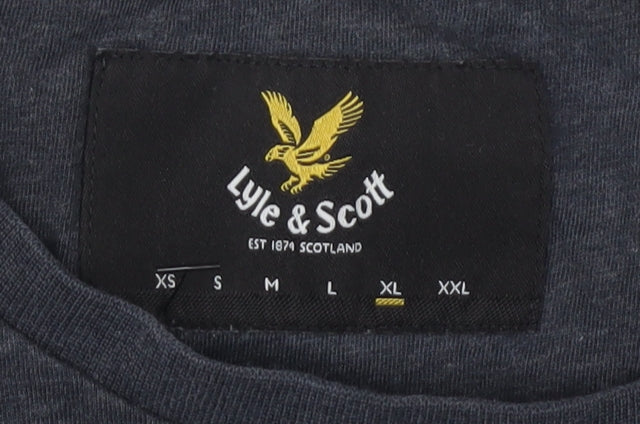 Lyle & Scott
EST 1874 SCOTLAND
XS S M L XL XXL